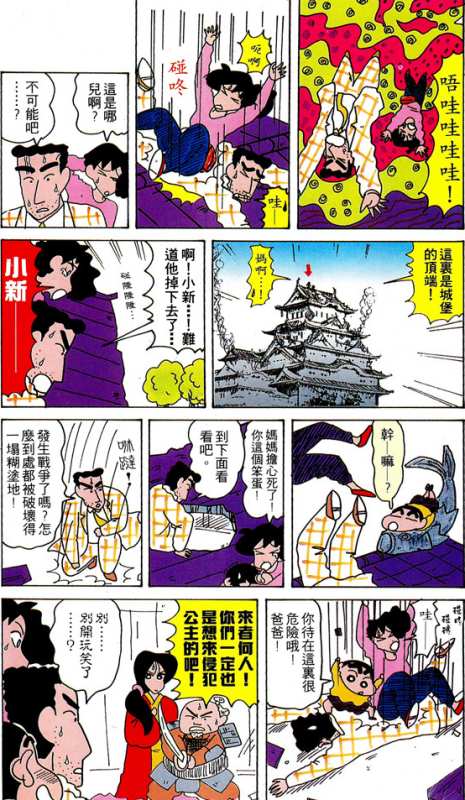 唔哇哇哇哇！
呃啊！
碰咚
哇—
這是哪
兒啊？
不可能吧
……？
這裏是城堡
的頂端！
媽啊…！
啊！小新…！難
道他掉下去了…
碰隆隆隆…
小新——
幹嘛…？
媽媽擔心死了！
你這個笨蛋！
到下面看
看吧。
咻躂！
發生戰爭了嗎？怎
麼到處都被破壞得
一塌糊塗地！
碰咚
碰咚
哇
你待在這裏很
危險哦！
爸爸！
來者何人！
你們一定也
是想來侵犯
公主的吧！
別……
別開玩笑了
……？